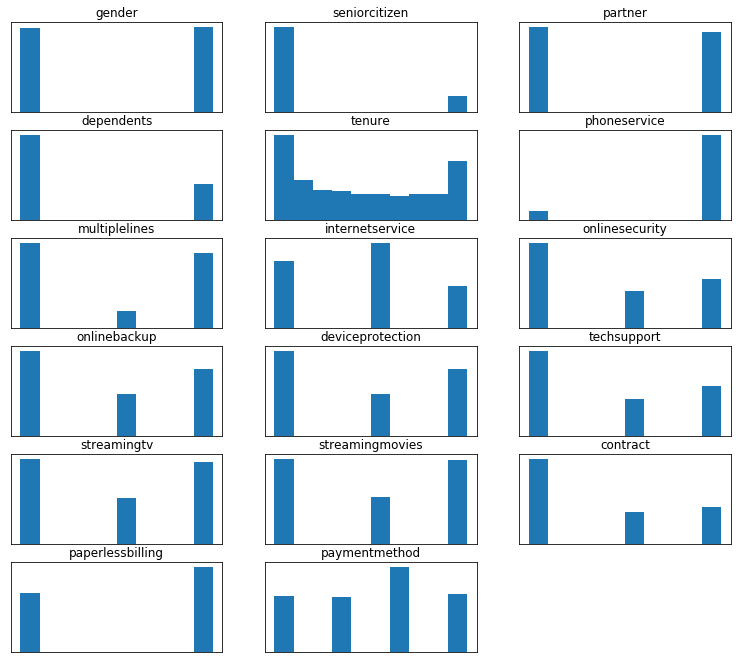 gender
seniorcitizen
partner
dependents
tenure
phoneservice
multiplelines
internetservice
onlinesecurity
onlinebackup
deviceprotection
techsupport
streamingtv
streamingmovies
contract
paperlessbilling
paymentmethod